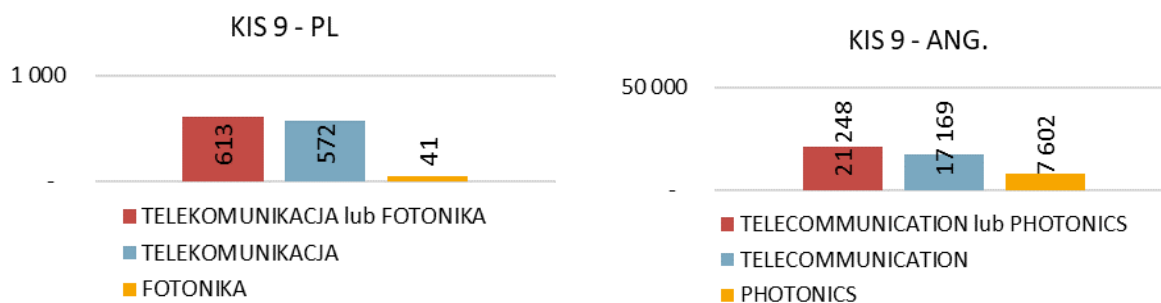 KIS 9 - PL
1 000
613
572
41
-
TELEKOMUNIKACJA lub FOTONIKA
TELEKOMUNIKACJA
FOTONIKA
KIS 9 - ANG.
50 000
21 248
17 169
7 602
-
TELECOMMUNICATION lub PHOTONICS
TELECOMMUNICATION
PHOTONICS